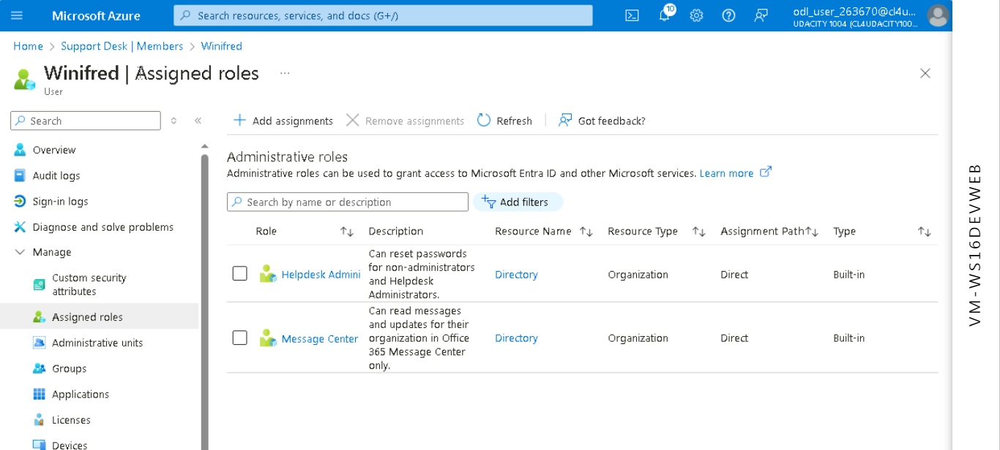 Microsoft Azure
Search resources, services, and docs (G+/)
10
odl_user_263670@cl4u...
UDACITY 1004 (CL4UDACITY100...
Home > Support Desk | Members > Winifred
Winifred | Assigned roles ...
User
Search
Add assignments
Remove assignments
Refresh
Got feedback?
Overview
Audit logs
Sign-in logs
Diagnose and solve problems
Manage
Custom security
attributes
Assigned roles
Administrative units
Groups
Applications
Licenses
Devices
Administrative roles
Administrative roles can be used to grant access to Microsoft Entra ID and other Microsoft services. Learn more
Search by name or description
Add filters
Role
Description
Resource Name
Resource Type
Assignment Path
Type
Helpdesk Admini
Can reset passwords
for non-administrators
and Helpdesk
Administrators.
Directory
Organization
Direct
Built-in
Message Center
Can read messages
and updates for their
organization in Office
365 Message Center
only.
Directory
Organization
Direct
Built-in
VM-WS16DEVWEB